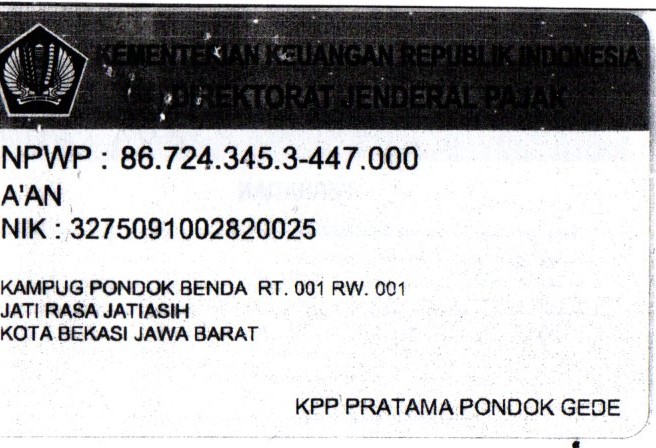 KEMENTERIAN KEUANGAN REPUBLIK INDONESIA
DIREKTORAT JENDERAL PAJAK
NPWP : 86.724.345.3-447.000
A'AN
NIK : 3275091002820025
KAMPUG PONDOK BENDA RT. 001 RW. 001
JATI RASA JATIASIH
KOTA BEKASI JAWA BARAT
KPP PRATAMA PONDOK GEDE